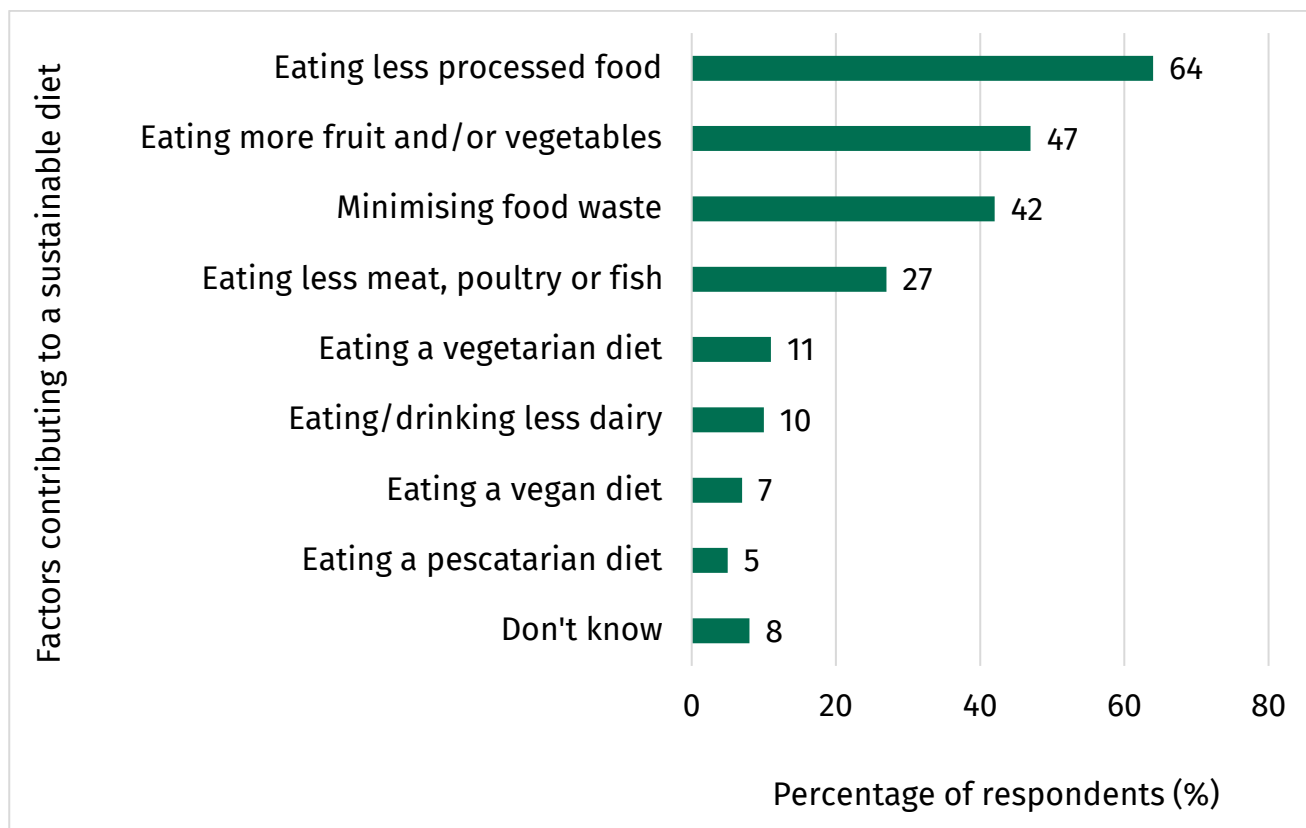 Factors contributing to a sustainable diet
Eating less processed food 64
Eating more fruit and/or vegetables 47
Minimising food waste 42
Eating less meat, poultry or fish 27
Eating a vegetarian diet 11
Eating/drinking less dairy 10
Eating a vegan diet 7
Eating a pescatarian diet 5
Don't know 8
0 20 40 60 80
Percentage of respondents (%)